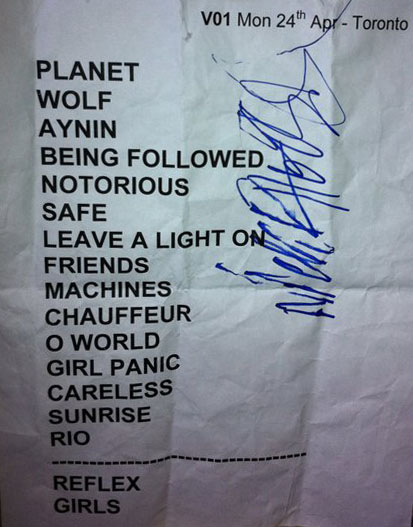 V01 Mon 24th Apr - Toronto
PLANET
WOLF
AYNIN
BEING FOLLOWED
NOTORIOUS
SAFE
LEAVE A LIGHT ON
FRIENDS
MACHINES
CHAUFFEUR
O WORLD
GIRL PANIC
CARELESS
SUNRISE
RIO
REFLEX
GIRLS